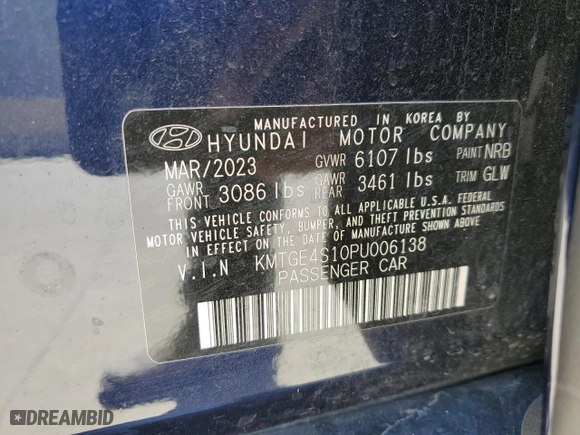 MANUFACTURED IN KOREA BY
HYUNDAI MOTOR COMPANY
MAR/2023 GVWR 6107 lbs PAINT NRB
GAWR FRONT 3086 lbs GAWR REAR 3461 lbs TRIM GLW
THIS VEHICLE CONFORMS TO ALL APPLICABLE U.S.A. FEDERAL
MOTOR VEHICLE SAFETY, BUMPER, AND THEFT PREVENTION STANDARDS
IN EFFECT ON THE DATE OF MANUFACTURE SHOWN ABOVE
V.I.N KMTGE4S10PU006138
PASSENGER CAR
DREAMBID